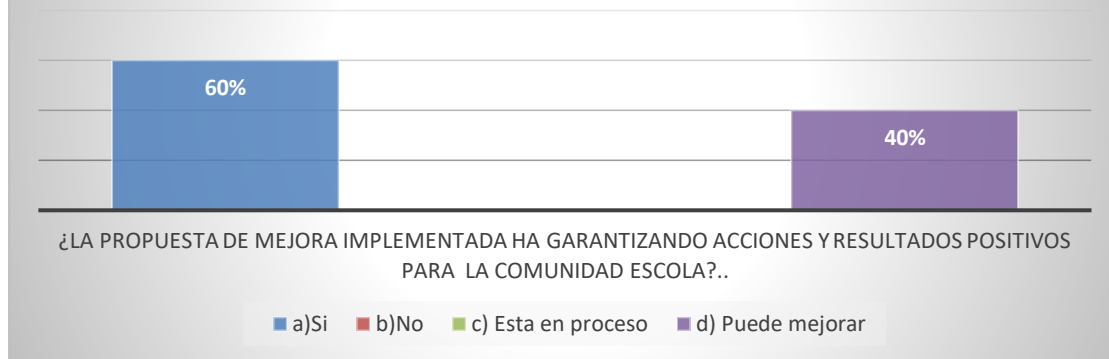 60%
40%
¿LA PROPUESTA DE MEJORA IMPLEMENTADA HA GARANTIZANDO ACCIONES Y RESULTADOS POSITIVOS
PARA LA COMUNIDAD ESCOLA?..
a)Si b)No c) Esta en proceso d) Puede mejorar